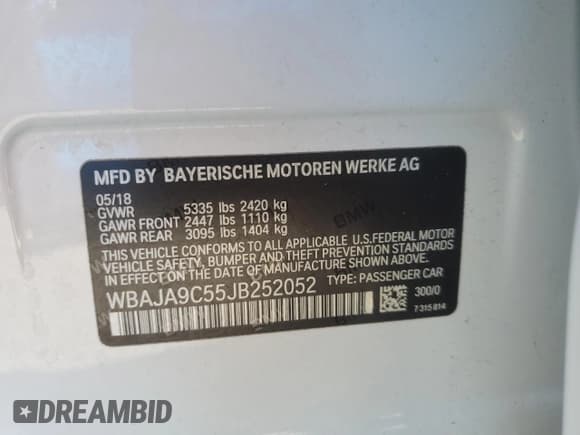 MFD BY BAYERISCHE MOTOREN WERKE AG
05/18
GVWR 5335 lbs 2420 kg
GAWR FRONT 2447 lbs 1110 kg
GAWR REAR 3095 lbs 1404 kg
THIS VEHICLE CONFORMS TO ALL APPLICABLE U.S. FEDERAL MOTOR
VEHICLE SAFETY, BUMPER AND THEFT PREVENTION STANDARDS
IN EFFECT ON THE DATE OF MANUFACTURE SHOWN ABOVE.
WBAJA9C55JB252052 TYPE: PASSENGER CAR
300/0
7 315 814
DREAMBID